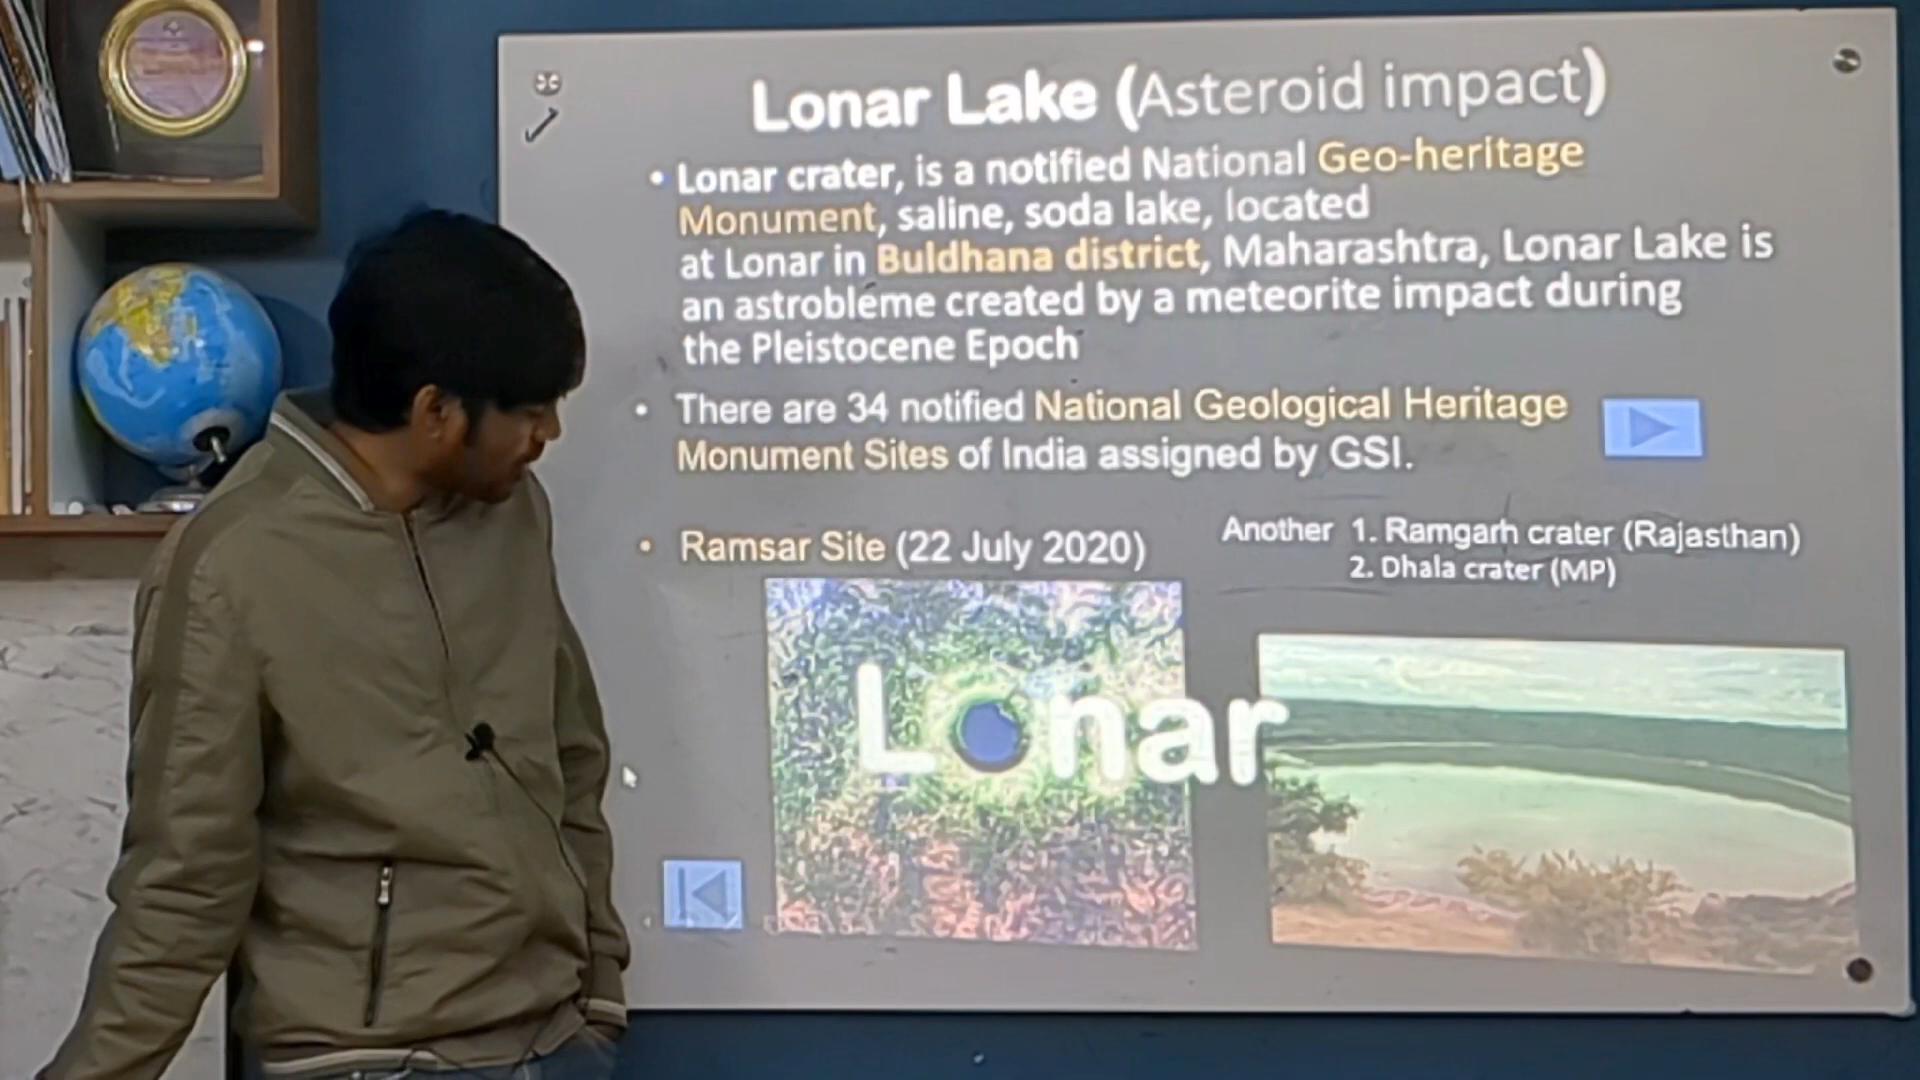 Lonar Lake (Asteroid impact)
• Lonar crater, is a notified National Geo-heritage
Monument, saline, soda lake, located
at Lonar in Buldhana district, Maharashtra, Lonar Lake is
an astrobleme created by a meteorite impact during
the Pleistocene Epoch
• There are 34 notified National Geological Heritage
Monument Sites of India assigned by GSI.
• Ramsar Site (22 July 2020)
Another 1. Ramgarh crater (Rajasthan)
2. Dhala crater (MP)
Lonar